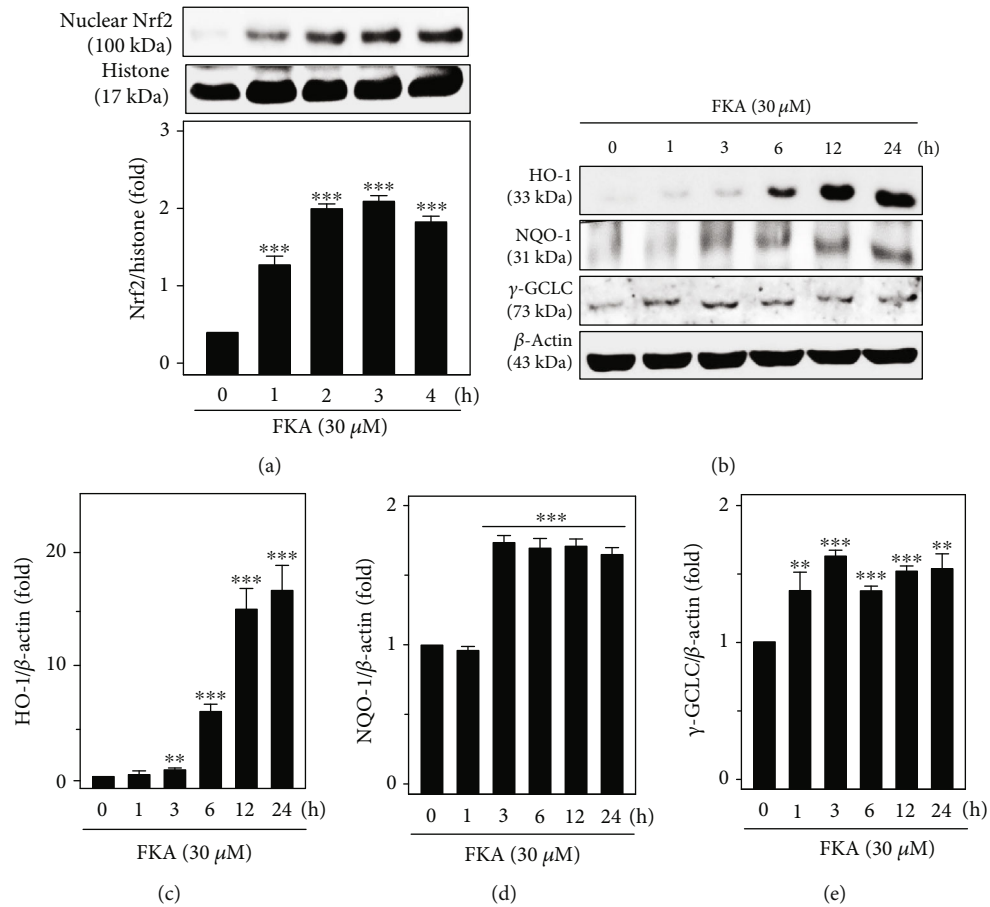 Nuclear Nrf2
(100 kDa)
Histone
(17 kDa)
Nrf2/histone (fold)
3
2
1
0
***
***
***
***
0 1 2 3 4 (h)
FKA (30 μM)
(a)
FKA (30 μM)
0 1 3 6 12 24 (h)
HO-1
(33 kDa)
NQO-1
(31 kDa)
γ-GCLC
(73 kDa)
β-Actin
(43 kDa)
(b)
HO-1/β-actin (fold)
20
10
0
**
***
***
***
0 1 3 6 12 24 (h)
FKA (30 μM)
(c)
NQO-1/β-actin (fold)
2
1
0
***
0 1 3 6 12 24 (h)
FKA (30 μM)
(d)
γ-GCLC/β-actin (fold)
2
1
0
**
***
***
***
**
0 1 3 6 12 24 (h)
FKA (30 μM)
(e)